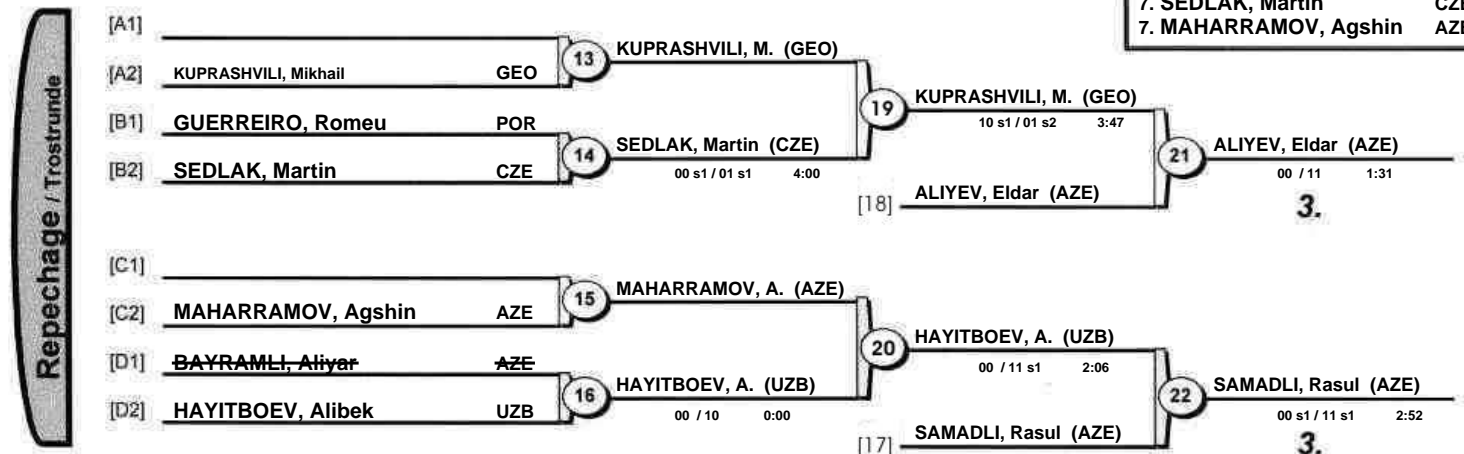 7. SEDLAK, Martin CZE
7. MAHARRAMOV, Agshin AZE
Repechage / Trostrunde
[A1]
13
KUPRASHVILI, M. (GEO)
[A2] KUPRASHVILI, Mikhail GEO
19
KUPRASHVILI, M. (GEO)
10 s1 / 01 s2 3:47
[B1] GUERREIRO, Romeu POR
14
SEDLAK, Martin (CZE)
00 s1 / 01 s1 4:00
21
ALIYEV, Eldar (AZE)
00 / 11 1:31
[B2] SEDLAK, Martin CZE
[18] ALIYEV, Eldar (AZE)
3.
[C1]
15
MAHARRAMOV, A. (AZE)
[C2] MAHARRAMOV, Agshin AZE
20
HAYITBOEV, A. (UZB)
00 / 11 s1 2:06
[D1] BAYRAMLI, Aliyar AZE
16
HAYITBOEV, A. (UZB)
00 / 10 0:00
22
SAMADLI, Rasul (AZE)
00 s1 / 11 s1 2:52
[D2] HAYITBOEV, Alibek UZB
[17] SAMADLI, Rasul (AZE)
3.